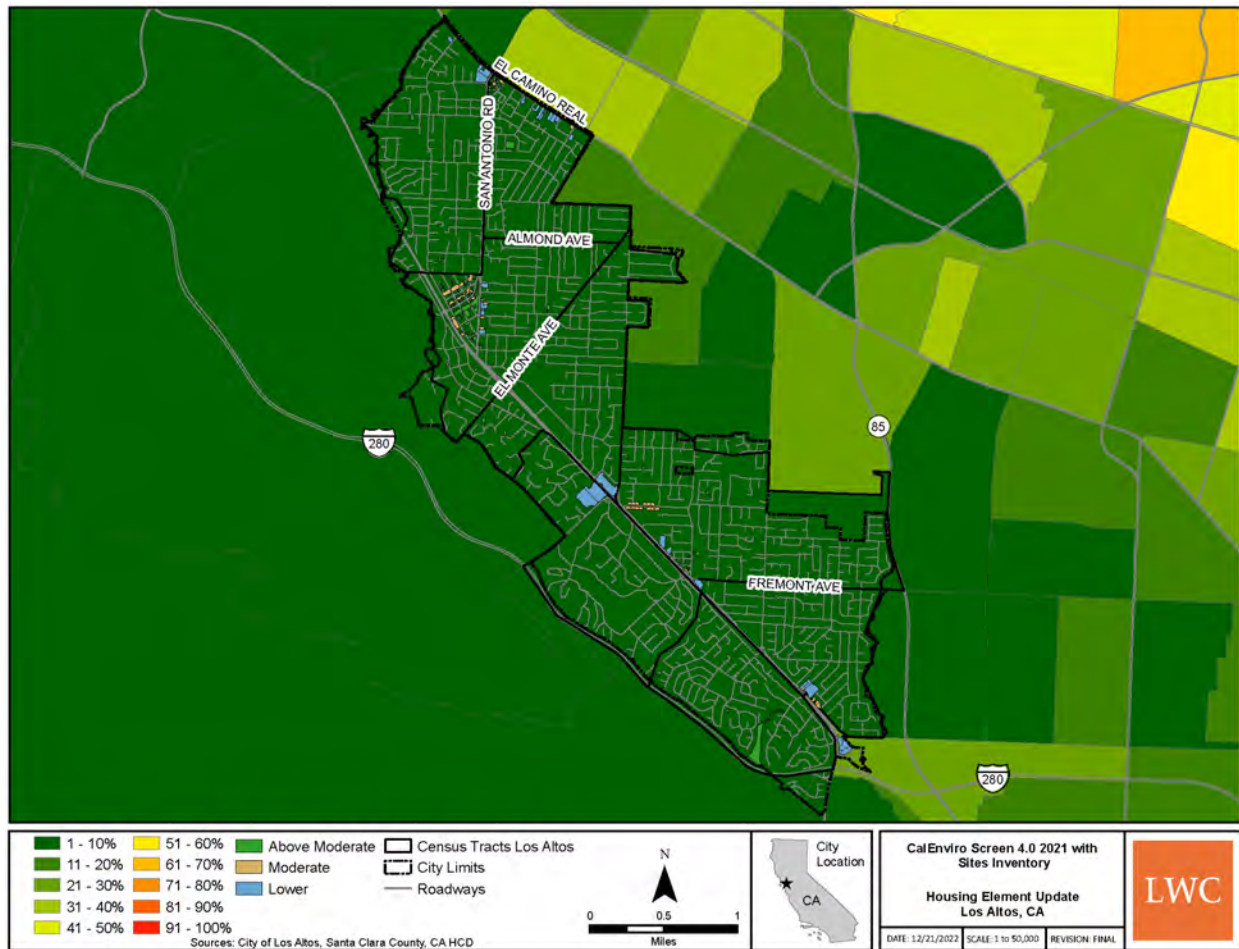 EL CAMINO REAL
SAN ANTONIO RD
ALMOND AVE
EL MONTE AVE
280
85
FREMONT AVE
280
1 - 10%
11 - 20%
21 - 30%
31 - 40%
41 - 50%
51 - 60%
61 - 70%
71 - 80%
81 - 90%
91 - 100%
Above Moderate
Moderate
Lower
Census Tracts Los Altos
City Limits
Roadways
Sources: City of Los Altos, Santa Clara County, CA HCD
N
0 0.5 1
Miles
City
Location
CA
CalEnviro Screen 4.0 2021 with
Sites Inventory
Housing Element Update
Los Altos, CA
DATE: 12/21/2022 SCALE: 1 to 50,000 REVISION: FINAL
LWC